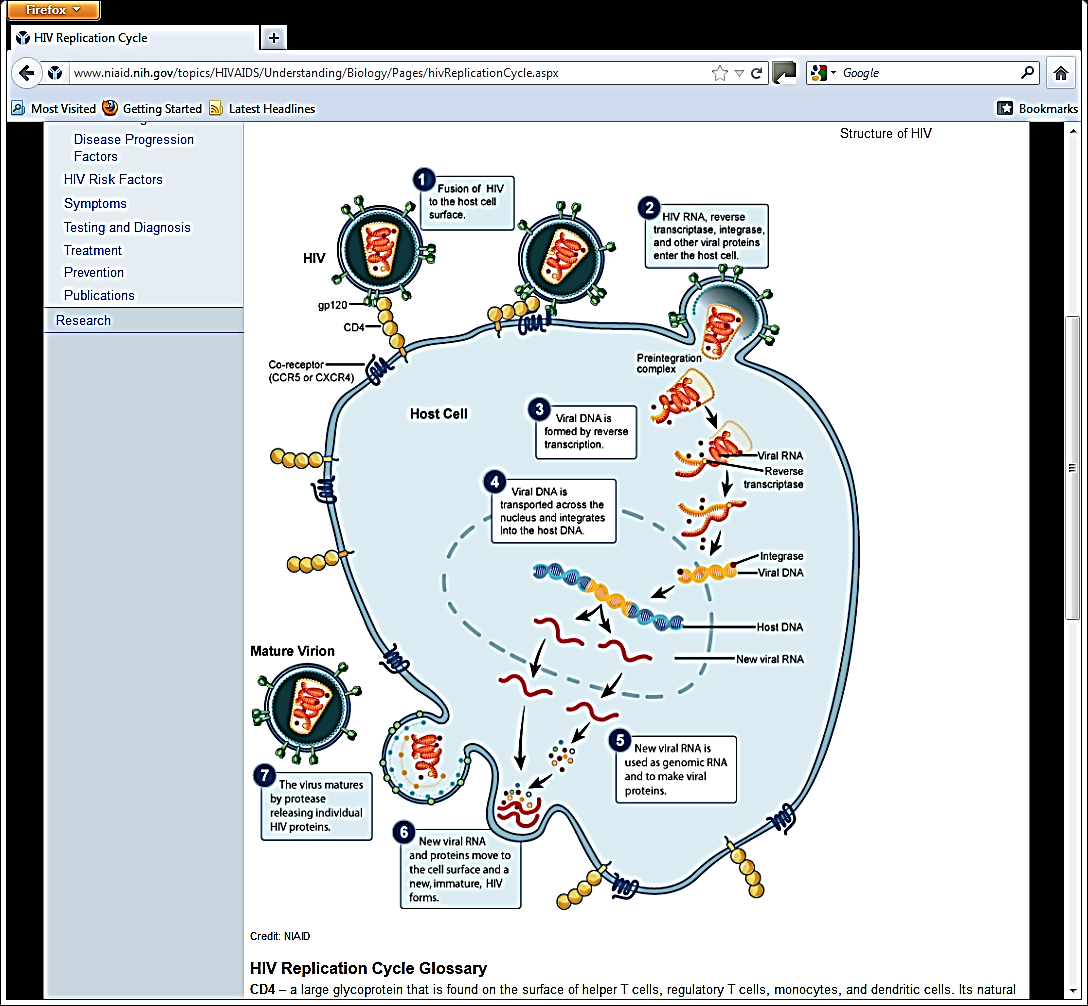 Firefox
HIV Replication Cycle
+
www.niaid.nih.gov/topics/HIVAIDS/Understanding/Biology/Pages/hivReplicationCycle.aspx
Google
Most Visited
Getting Started
Latest Headlines
Bookmarks
Disease Progression
Factors
HIV Risk Factors
Symptoms
Testing and Diagnosis
Treatment
Prevention
Publications
Research
Structure of HIV
1
Fusion of HIV
to the host cell
surface.
2
HIV RNA, reverse
transcriptase, integrase,
and other viral proteins
enter the host cell.
HIV
gp120
CD4
Co-receptor
(CCR5 or CXCR4)
Preintegration
complex
Host Cell
3
Viral DNA is
formed by reverse
transcription.
Viral RNA
Reverse
transcriptase
4
Viral DNA is
transported across the
nucleus and integrates
into the host DNA.
Integrase
Viral DNA
Host DNA
New viral RNA
Mature Virion
5
New viral RNA is
used as genomic RNA
and to make viral
proteins.
7
The virus matures
by protease
releasing individual
HIV proteins.
6
New viral RNA
and proteins move to
the cell surface and a
new, immature, HIV
forms.
Credit: NIAID
HIV Replication Cycle Glossary
CD4 – a large glycoprotein that is found on the surface of helper T cells, regulatory T cells, monocytes, and dendritic cells. Its natural